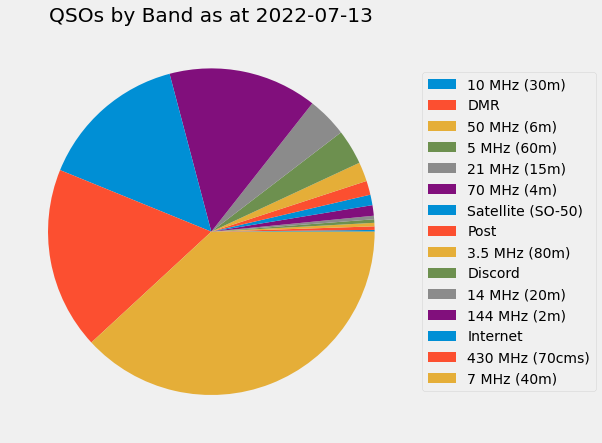 QSOs by Band as at 2022-07-13
10 MHz (30m)
DMR
50 MHz (6m)
5 MHz (60m)
21 MHz (15m)
70 MHz (4m)
Satellite (SO-50)
Post
3.5 MHz (80m)
Discord
14 MHz (20m)
144 MHz (2m)
Internet
430 MHz (70cms)
7 MHz (40m)